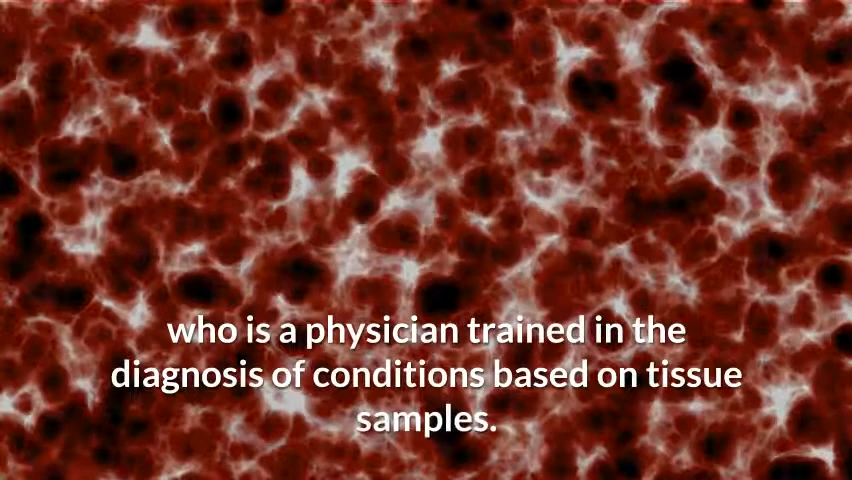 who is a physician trained in the
diagnosis of conditions based on tissue
samples.